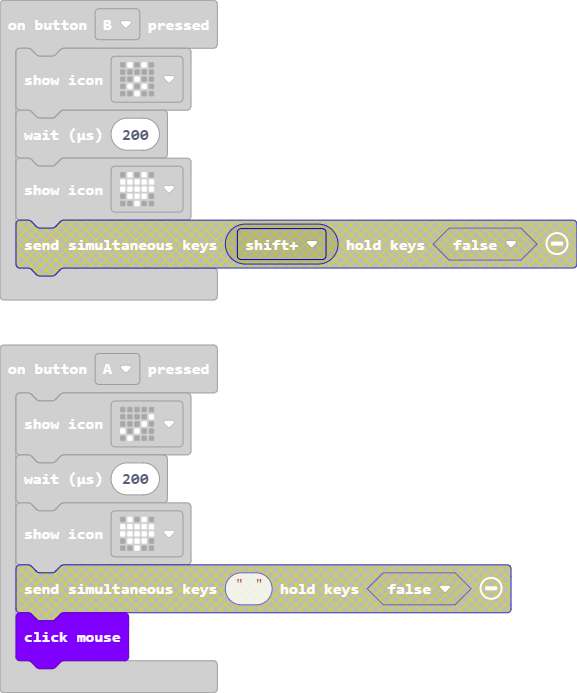 on button B pressed
show icon
wait (µs) 200
show icon
send simultaneous keys shift+ hold keys false
on button A pressed
show icon
wait (µs) 200
show icon
send simultaneous keys " " hold keys false
click mouse